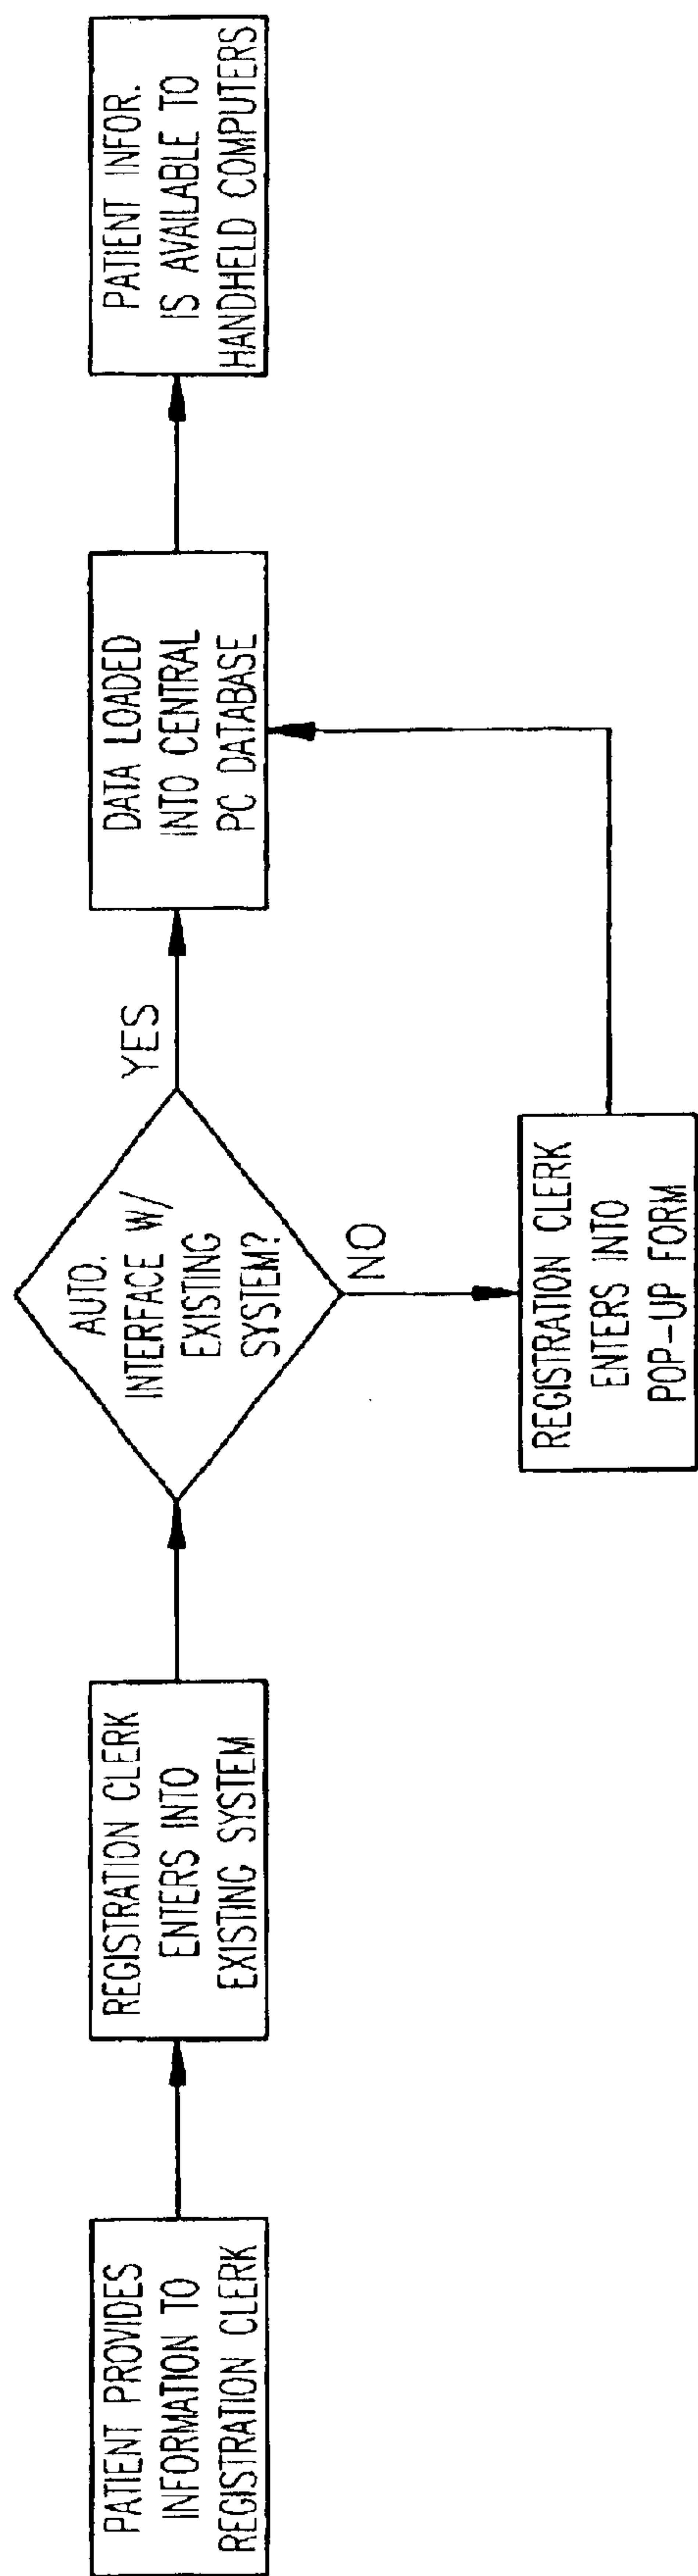 PATIENT PROVIDES
INFORMATION TO
REGISTRATION CLERK
REGISTRATION CLERK
ENTERS INTO
EXISTING SYSTEM
AUTO.
INTERFACE W/
EXISTING
SYSTEM?
YES
NO
DATA LOADED
INTO CENTRAL
PC DATABASE
REGISTRATION CLERK
ENTERS INTO
POP-UP FORM
PATIENT INFOR.
IS AVAILABLE TO
HANDHELD COMPUTERS